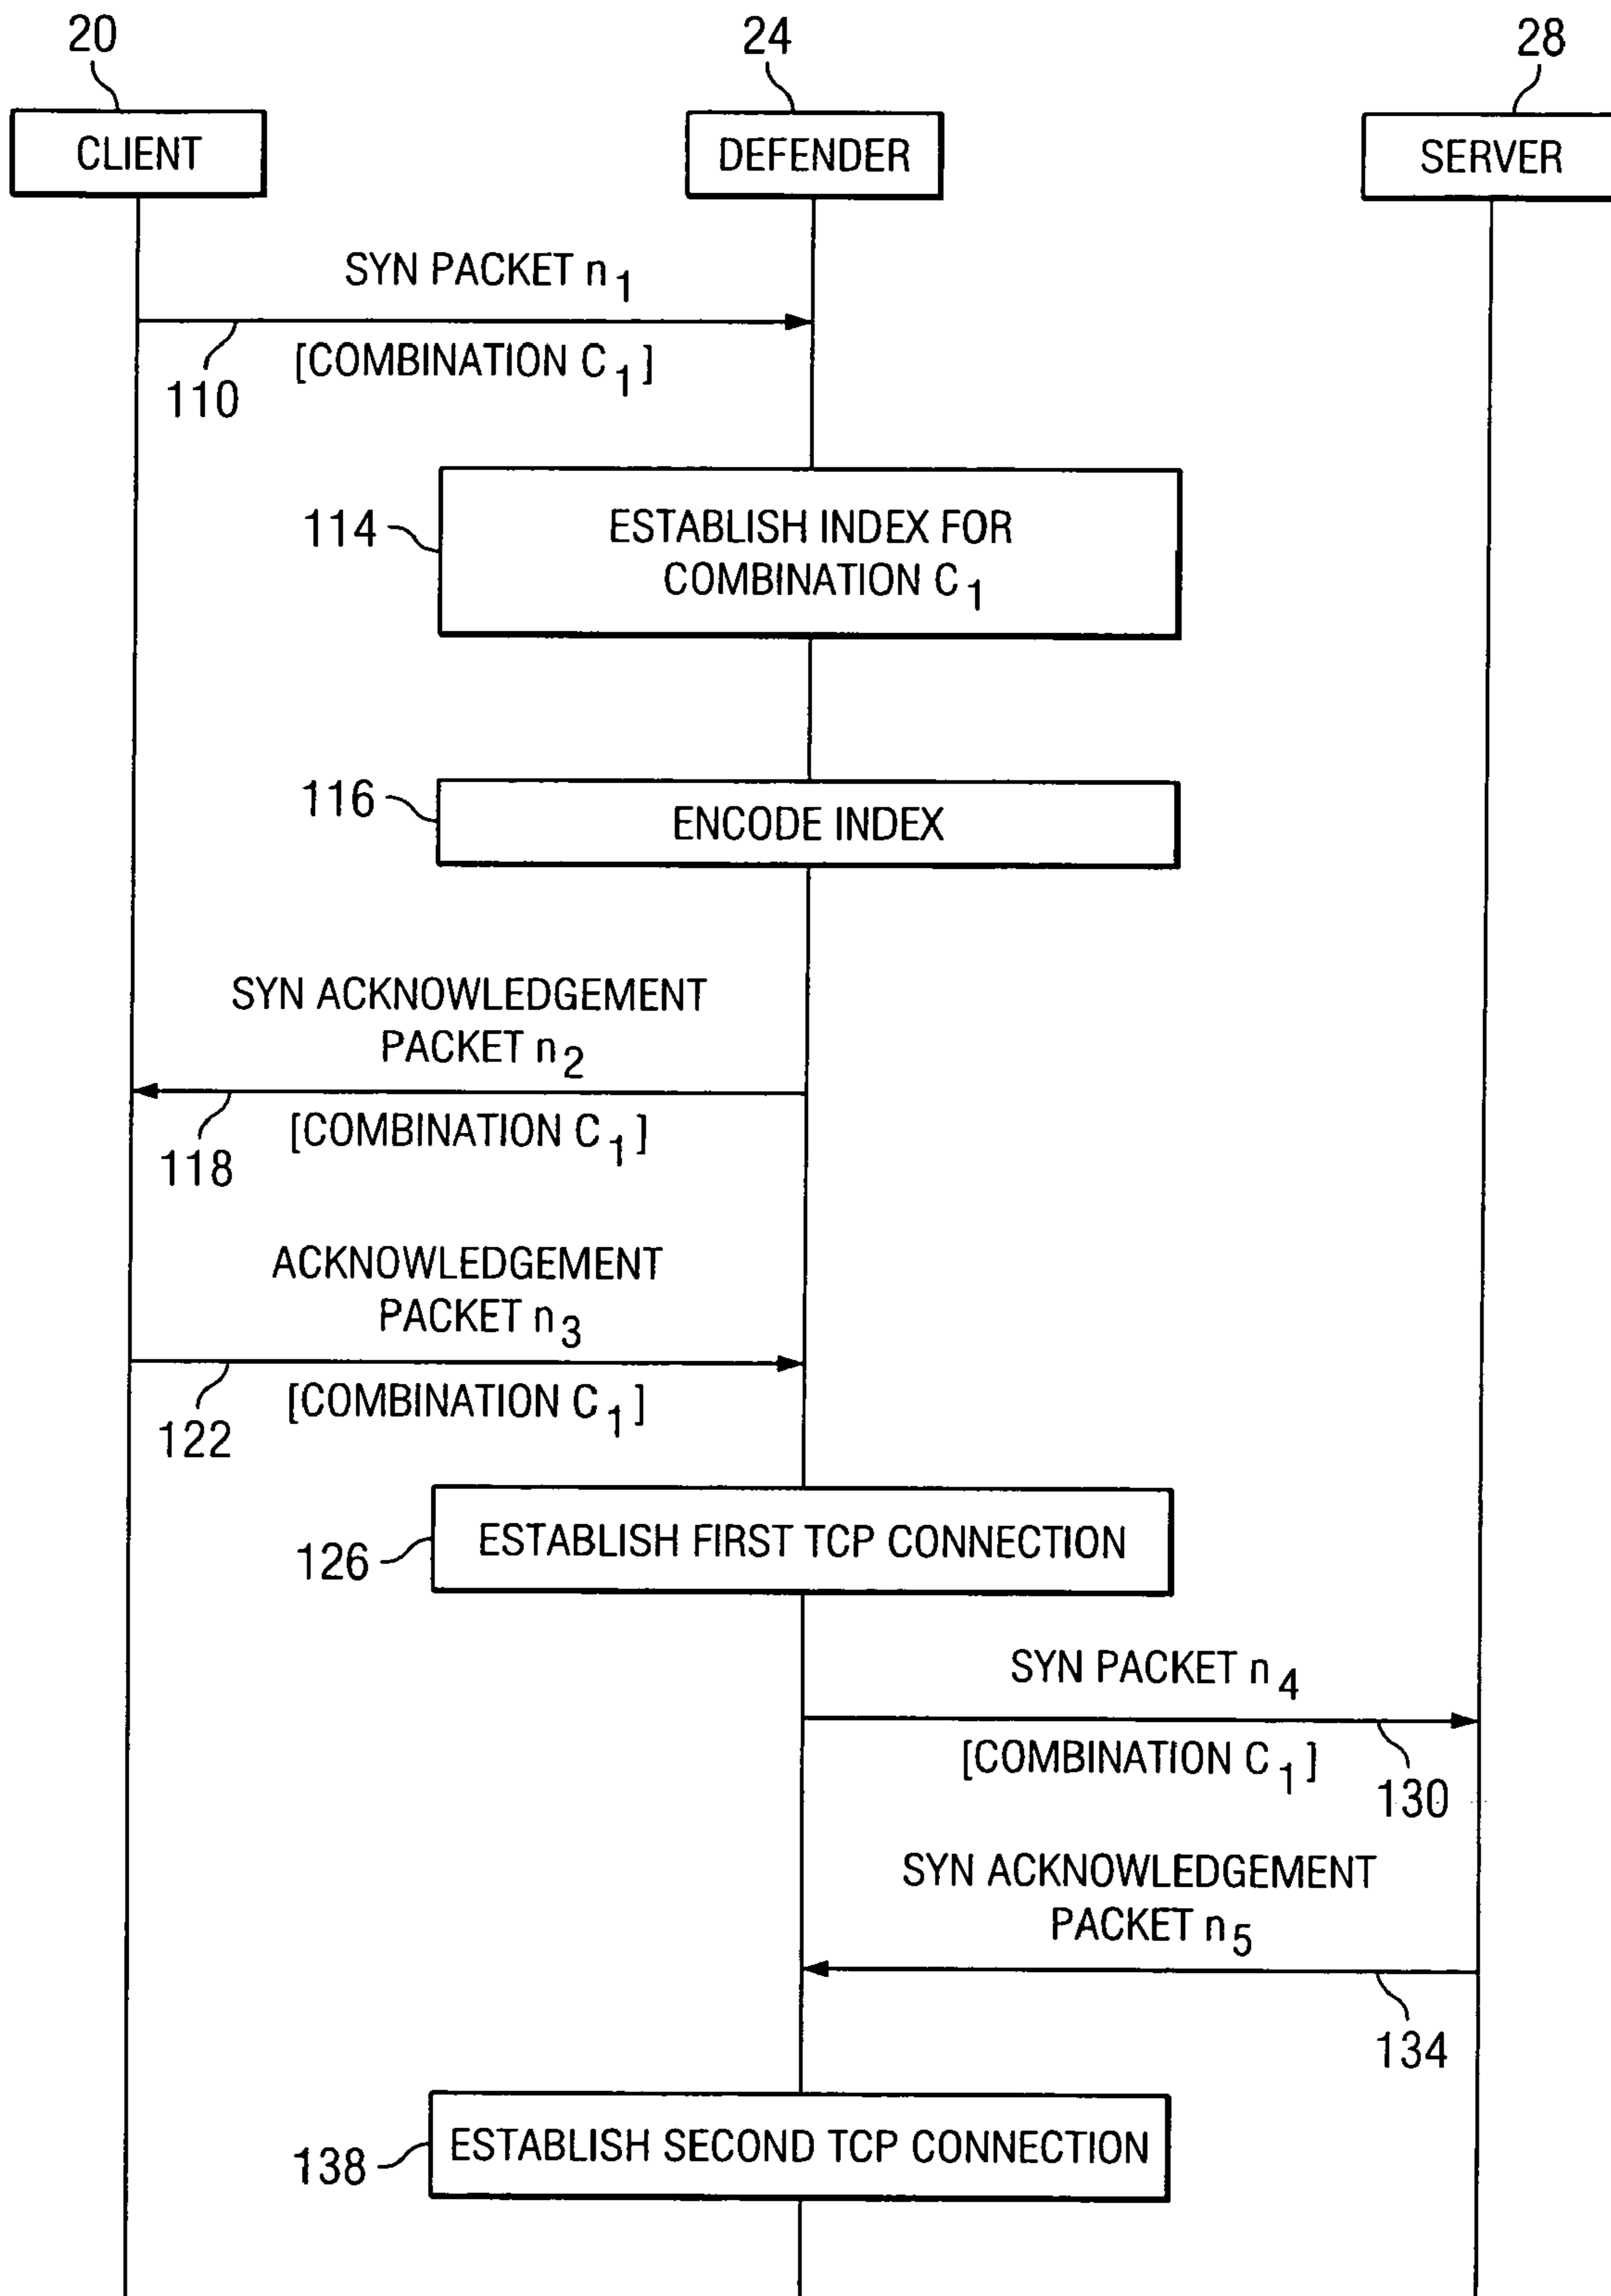 20
24
28
CLIENT
DEFENDER
SERVER
SYN PACKET n1
[COMBINATION C1]
110
114
ESTABLISH INDEX FOR
COMBINATION C1
116
ENCODE INDEX
SYN ACKNOWLEDGEMENT
PACKET n2
[COMBINATION C1]
118
ACKNOWLEDGEMENT
PACKET n3
[COMBINATION C1]
122
126
ESTABLISH FIRST TCP CONNECTION
SYN PACKET n4
[COMBINATION C1]
130
SYN ACKNOWLEDGEMENT
PACKET n5
134
138
ESTABLISH SECOND TCP CONNECTION